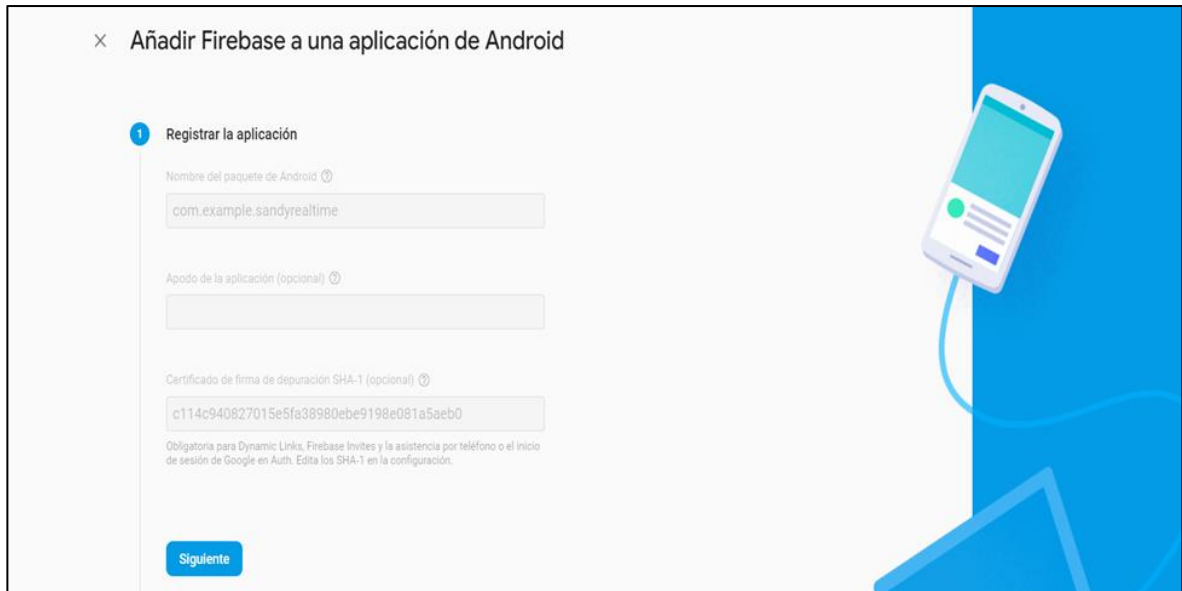 Añadir Firebase a una aplicación de Android
1
Registrar la aplicación
Nombre del paquete de Android
com.example.sandyrealtime
Apodo de la aplicación (opcional)
Certificado de firma de depuración SHA-1 (opcional)
c114c940827015e5fa38980ebe9198e081a5aeb0
Obligatoria para Dynamic Links, Firebase Invites y la asistencia por teléfono o el inicio
de sesión de Google en Auth. Edita los SHA-1 en la configuración.
Siguiente